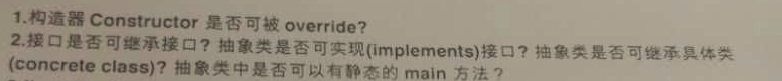 1.构造器 Constructor 是否可被 override?
2.接口是否可继承接口? 抽象类是否可实现(implements)接口? 抽象类是否可继承具体类
(concrete class)? 抽象类中是否可以有静态的 main 方法?